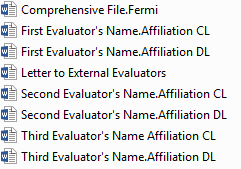 Comprehensive File.Fermi
First Evaluator's Name.Affiliation CL
First Evaluator's Name.Affiliation DL
Letter to External Evaluators
Second Evaluator's Name.Affiliation CL
Second Evaluator's Name.Affiliation DL
Third Evaluator's Name Affiliation CL
Third Evaluator's Name.Affiliation DL